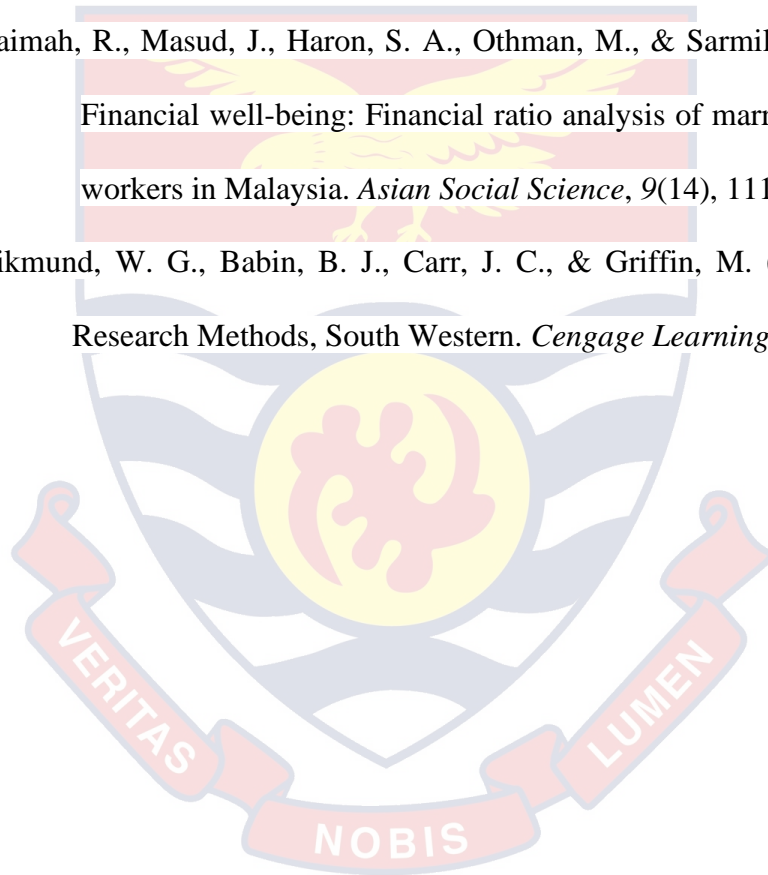 aimah, R., Masud, J., Haron, S. A., Othman, M., & Sarmil
Financial well-being: Financial ratio analysis of marr
workers in Malaysia. Asian Social Science, 9(14), 111
ikmund, W. G., Babin, B. J., Carr, J. C., & Griffin, M. (
Research Methods, South Western. Cengage Learning
VERITAS
NOBIS
LUMEN